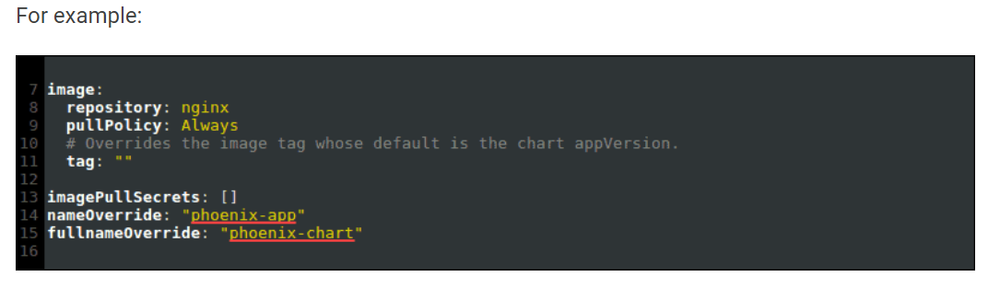 For example:
7 image:
8   repository: nginx
9   pullPolicy: Always
10   # Overrides the image tag whose default is the chart appVersion.
11   tag: ""
12
13 imagePullSecrets: []
14 nameOverride: "phoenix-app"
15 fullnameOverride: "phoenix-chart"
16